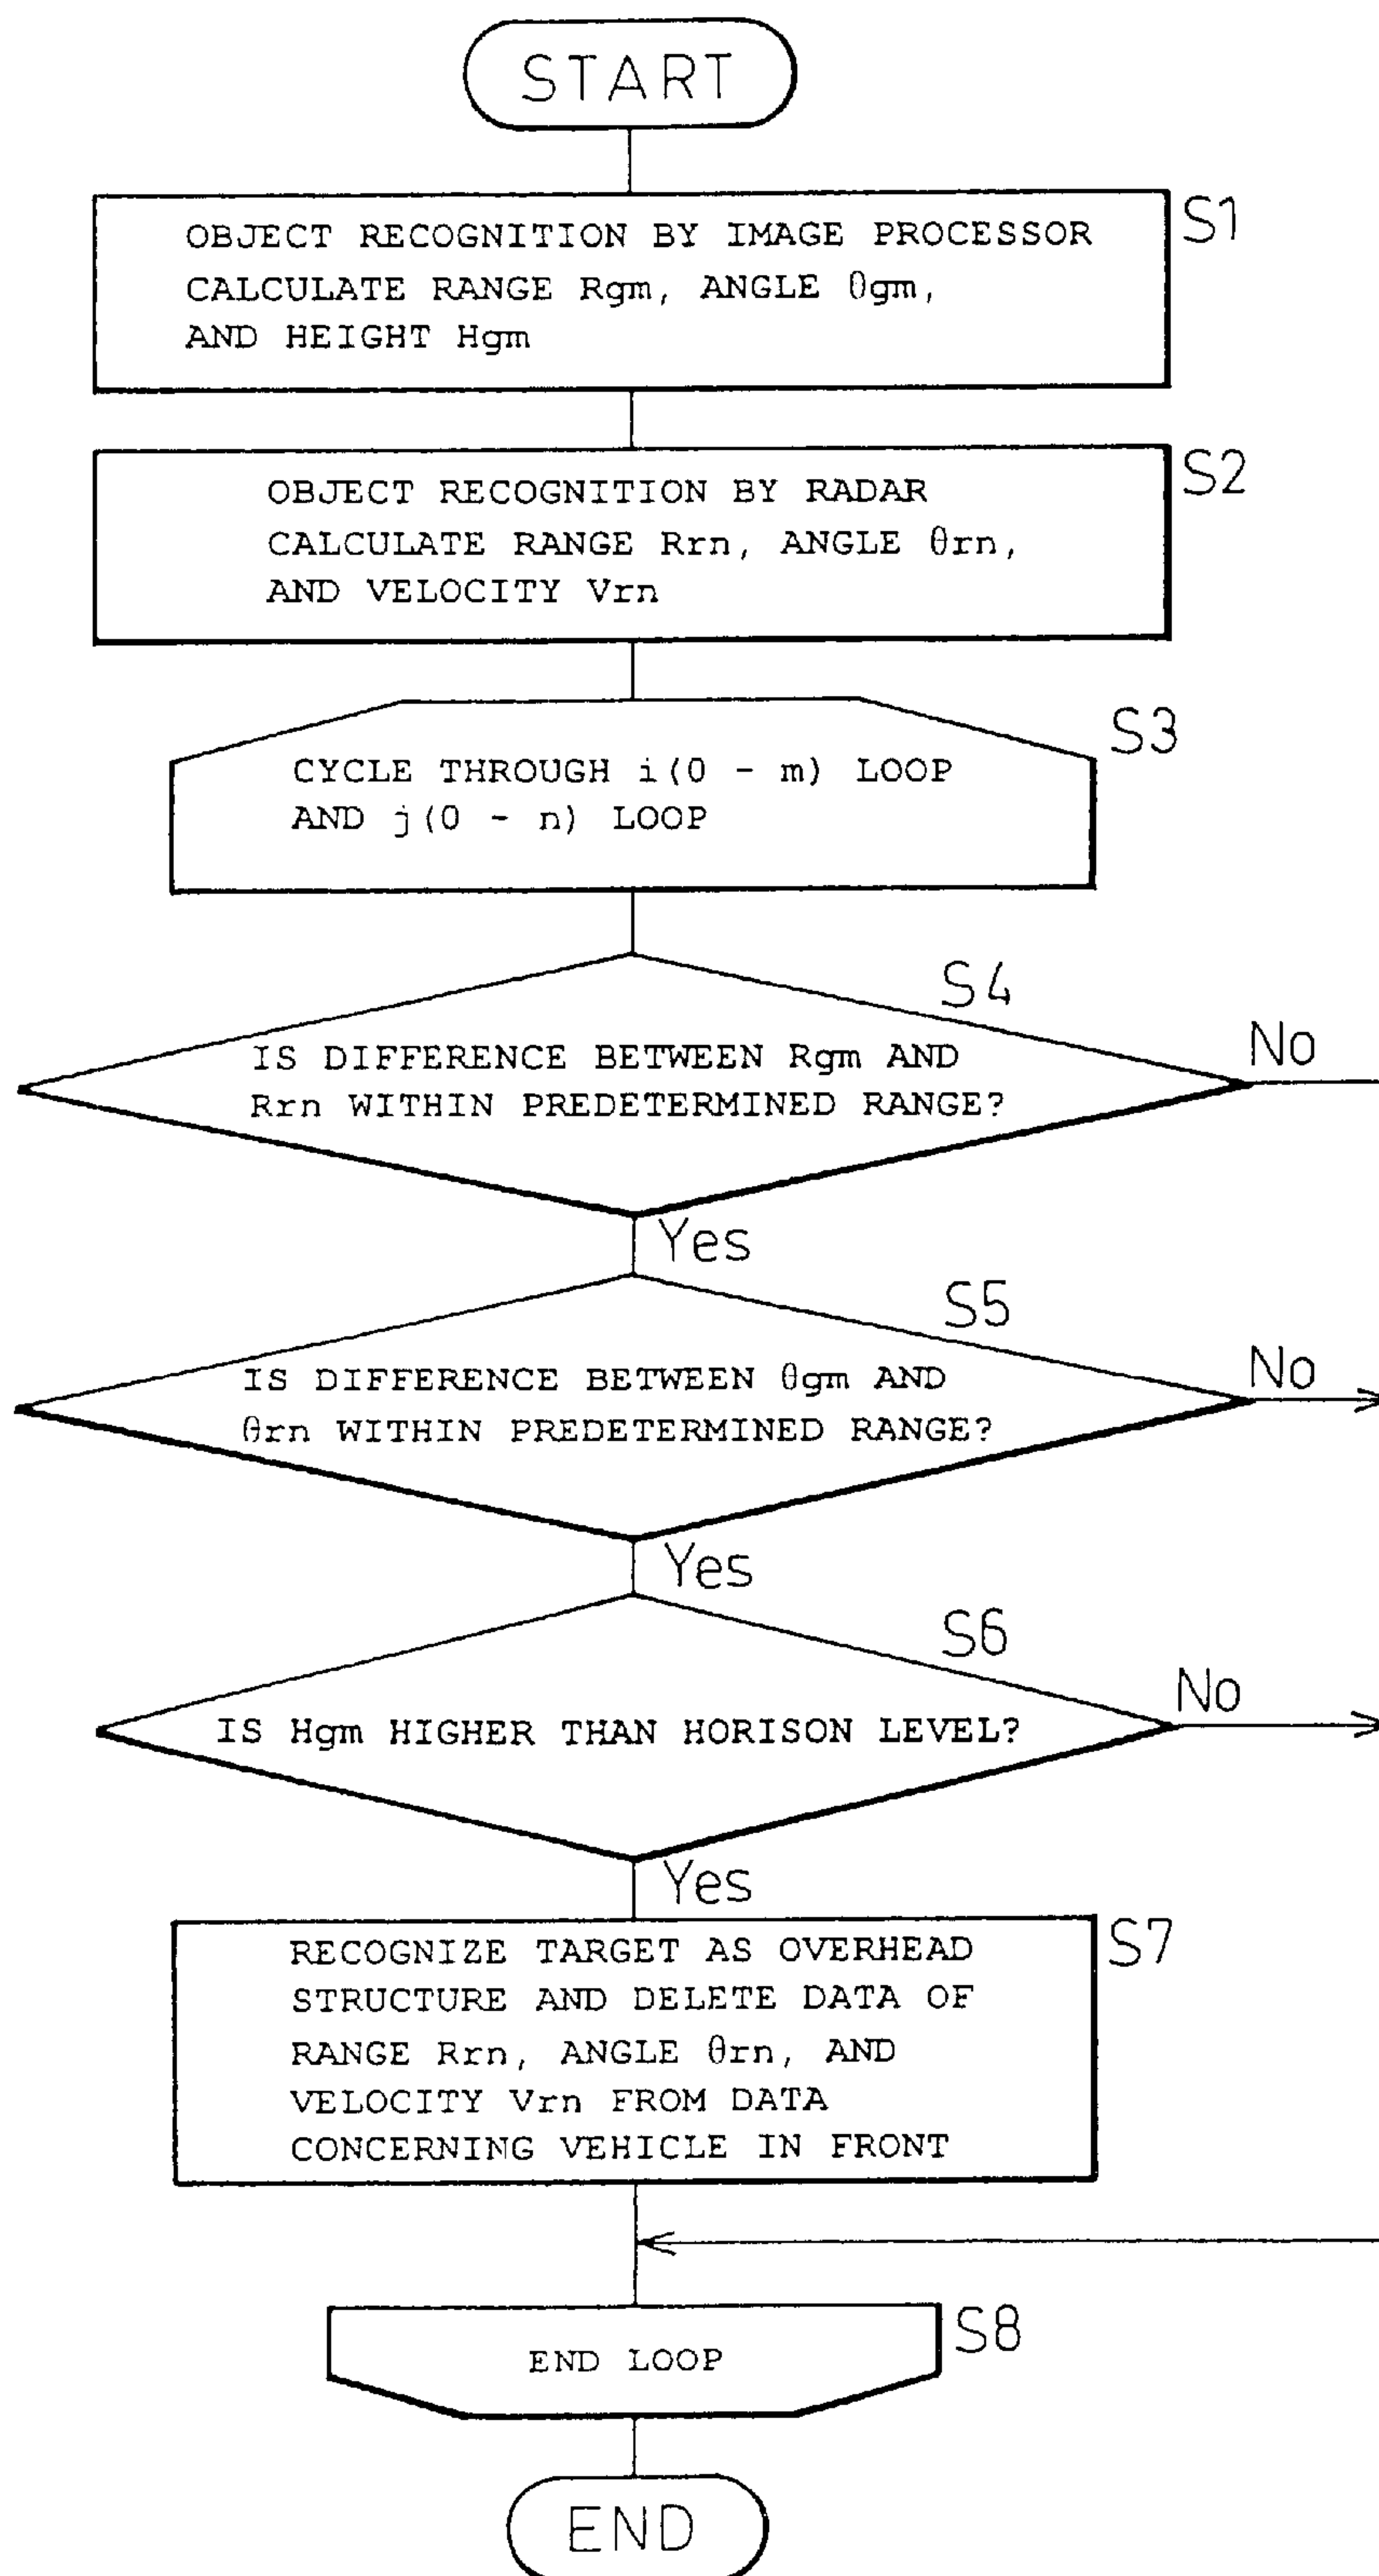 START
S1
OBJECT RECOGNITION BY IMAGE PROCESSOR
CALCULATE RANGE Rgm, ANGLE θgm,
AND HEIGHT Hgm
S2
OBJECT RECOGNITION BY RADAR
CALCULATE RANGE Rrn, ANGLE θrn,
AND VELOCITY Vrn
S3
CYCLE THROUGH i(0 - m) LOOP
AND j(0 - n) LOOP
S4
No
IS DIFFERENCE BETWEEN Rgm AND
Rrn WITHIN PREDETERMINED RANGE?
Yes
S5
No
IS DIFFERENCE BETWEEN θgm AND
θrn WITHIN PREDETERMINED RANGE?
Yes
S6
No
IS Hgm HIGHER THAN HORISON LEVEL?
Yes
S7
RECOGNIZE TARGET AS OVERHEAD
STRUCTURE AND DELETE DATA OF
RANGE Rrn, ANGLE θrn, AND
VELOCITY Vrn FROM DATA
CONCERNING VEHICLE IN FRONT
S8
END LOOP
END